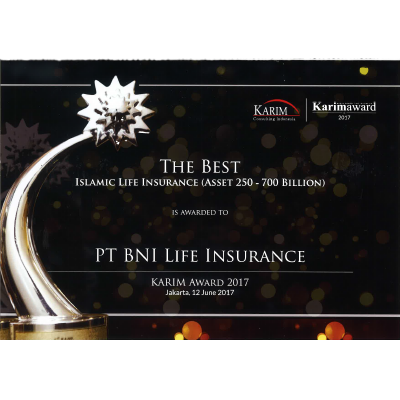 KARIM
Consulting Indonesia
Karimaward
2017
THE BEST
ISLAMIC LIFE INSURANCE (ASSET 250 - 700 BILLION)
IS AWARDED TO
PT BNI LIFE INSURANCE
KARIM AWARD 2017
Jakarta, 12 June 2017